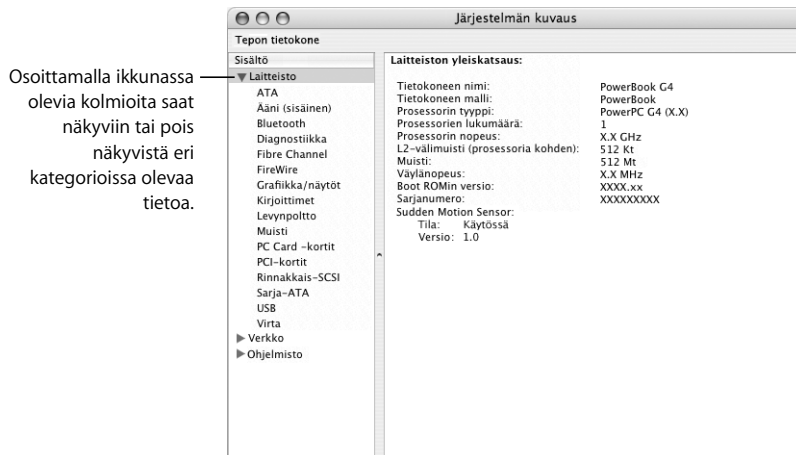 Järjestelmän kuvaus
Tepon tietokone
Osoittamalla ikkunassa
olevia kolmioita saat
näkyviin tai pois
näkyvistä eri
kategorioissa olevaa
tietoa.
Sisältö
Laitteisto
ATA
Ääni (sisäinen)
Bluetooth
Diagnostiikka
Fibre Channel
FireWire
Grafiikka/näytöt
Kirjoittimet
Levynpoltto
Muisti
PC Card -kortit
PCI-kortit
Rinnakkais-SCSI
Sarja-ATA
USB
Virta
Verkko
Ohjelmisto
Laitteiston yleiskatsaus:
Tietokoneen nimi: PowerBook G4
Tietokoneen malli: PowerBook
Prosessorin tyyppi: PowerPC G4 (X.X)
Prosessorien lukumäärä: 1
Prosessorin nopeus: X.X GHz
L2-välimuisti (prosessoria kohden): 512 Kt
Muisti: 512 Mt
Väylänopeus: X.X MHz
Boot ROMin versio: XXXX.xx
Sarjanumero: XXXXXXXXX
Sudden Motion Sensor:
Tila: Käytössä
Versio: 1.0